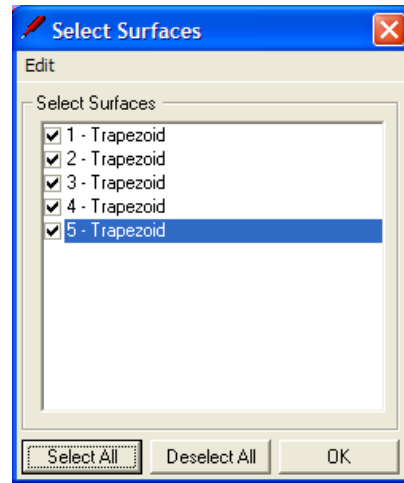 Select Surfaces
Edit
Select Surfaces
1 - Trapezoid
2 - Trapezoid
3 - Trapezoid
4 - Trapezoid
5 - Trapezoid
Select All Deselect All OK